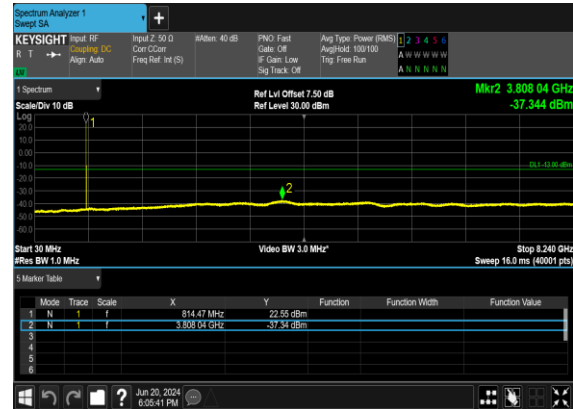 Spectrum Analyzer 1
Swept SA
+
KEYSIGHT Input: RF
R T Coupling: DC
Align: Auto
LXI
Input Z: 50 Ω
Corr CCorr
Freq Ref: Int (S)
#Atten: 40 dB
PNO: Fast
Gate: Off
IF Gain: Low
Sig Track: Off
Avg Type: Power (RMS)
Avg|Hold: 100/100
Trig: Free Run
1 2 3 4 5 6
A W W W W W
A N N N N N
1 Spectrum
Scale/Div 10 dB
Ref Lvl Offset 7.50 dB
Ref Level 30.00 dBm
Mkr2 3.808 04 GHz
-37.344 dBm
Log
20.0
10.0
0.00
-10.0
-20.0
-30.0
-40.0
-50.0
-60.0
1
2
DL1 -13.00 dBm
Start 30 MHz
#Res BW 1.0 MHz
Video BW 3.0 MHz*
Stop 8.240 GHz
Sweep 16.0 ms (40001 pts)
5 Marker Table
Mode Trace Scale X Y Function Function Width Function Value
1 N 1 f 814.47 MHz 22.55 dBm
2 N 1 f 3.808 04 GHz -37.34 dBm
3
4
5
6
?
Jun 20, 2024
6:05:41 PM